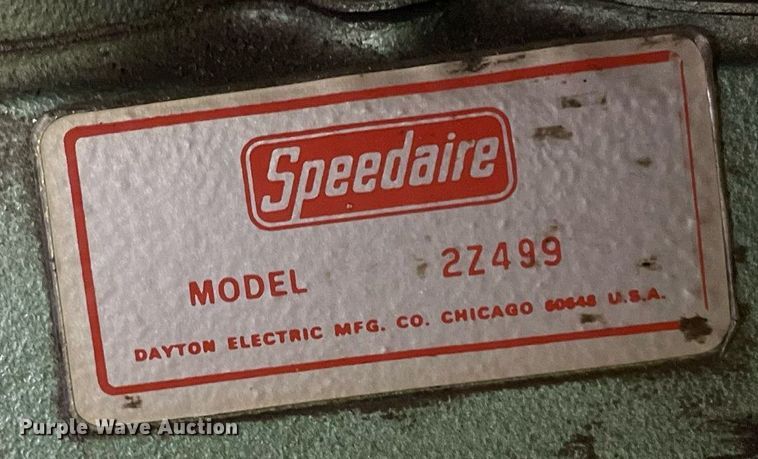 Speedaire
MODEL 2Z499
DAYTON ELECTRIC MFG. CO. CHICAGO 60648 U.S.A.
Purple Wave Auction